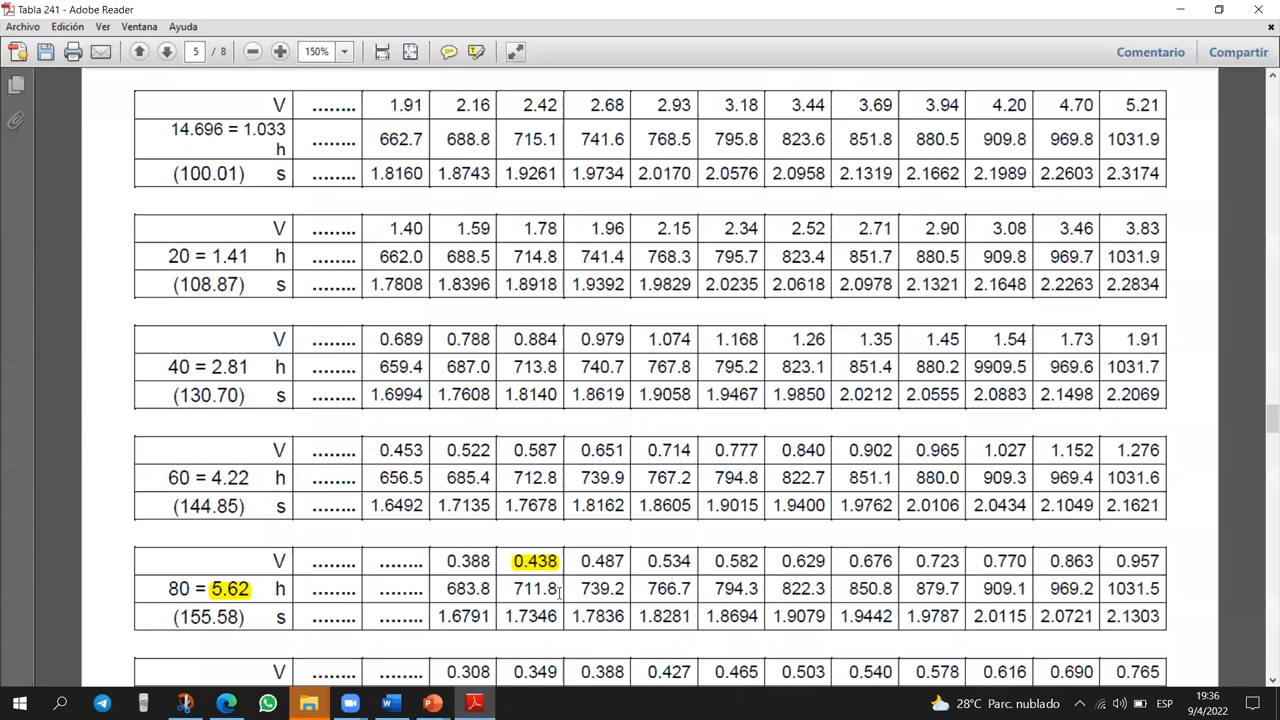 Tabla 241 - Adobe Reader
Archivo Edición Ver Ventana Ayuda
5 / 8 150% Comentario Compartir
V ........ 1.91 2.16 2.42 2.68 2.93 3.18 3.44 3.69 3.94 4.20 4.70 5.21
14.696 = 1.033
h ........ 662.7 688.8 715.1 741.6 768.5 795.8 823.6 851.8 880.5 909.8 969.8 1031.9
(100.01) s ........ 1.8160 1.8743 1.9261 1.9734 2.0170 2.0576 2.0958 2.1319 2.1662 2.1989 2.2603 2.3174
V ........ 1.40 1.59 1.78 1.96 2.15 2.34 2.52 2.71 2.90 3.08 3.46 3.83
20 = 1.41 h ........ 662.0 688.5 714.8 741.4 768.3 795.7 823.4 851.7 880.5 909.8 969.7 1031.9
(108.87) s ........ 1.7808 1.8396 1.8918 1.9392 1.9829 2.0235 2.0618 2.0978 2.1321 2.1648 2.2263 2.2834
V ........ 0.689 0.788 0.884 0.979 1.074 1.168 1.26 1.35 1.45 1.54 1.73 1.91
40 = 2.81 h ........ 659.4 687.0 713.8 740.7 767.8 795.2 823.1 851.4 880.2 9909.5 969.6 1031.7
(130.70) s ........ 1.6994 1.7608 1.8140 1.8619 1.9058 1.9467 1.9850 2.0212 2.0555 2.0883 2.1498 2.2069
V ........ 0.453 0.522 0.587 0.651 0.714 0.777 0.840 0.902 0.965 1.027 1.152 1.276
60 = 4.22 h ........ 656.5 685.4 712.8 739.9 767.2 794.8 822.7 851.1 880.0 909.3 969.4 1031.6
(144.85) s ........ 1.6492 1.7135 1.7678 1.8162 1.8605 1.9015 1.9400 1.9762 2.0106 2.0434 2.1049 2.1621
V ........ ........ 0.388 0.438 0.487 0.534 0.582 0.629 0.676 0.723 0.770 0.863 0.957
80 = 5.62 h ........ ........ 683.8 711.8 739.2 766.7 794.3 822.3 850.8 879.7 909.1 969.2 1031.5
(155.58) s ........ ........ 1.6791 1.7346 1.7836 1.8281 1.8694 1.9079 1.9442 1.9787 2.0115 2.0721 2.1303
V ........ ........ 0.308 0.349 0.388 0.427 0.465 0.503 0.540 0.578 0.616 0.690 0.765
28°C Parc. nublado ESP 19:36
9/4/2022